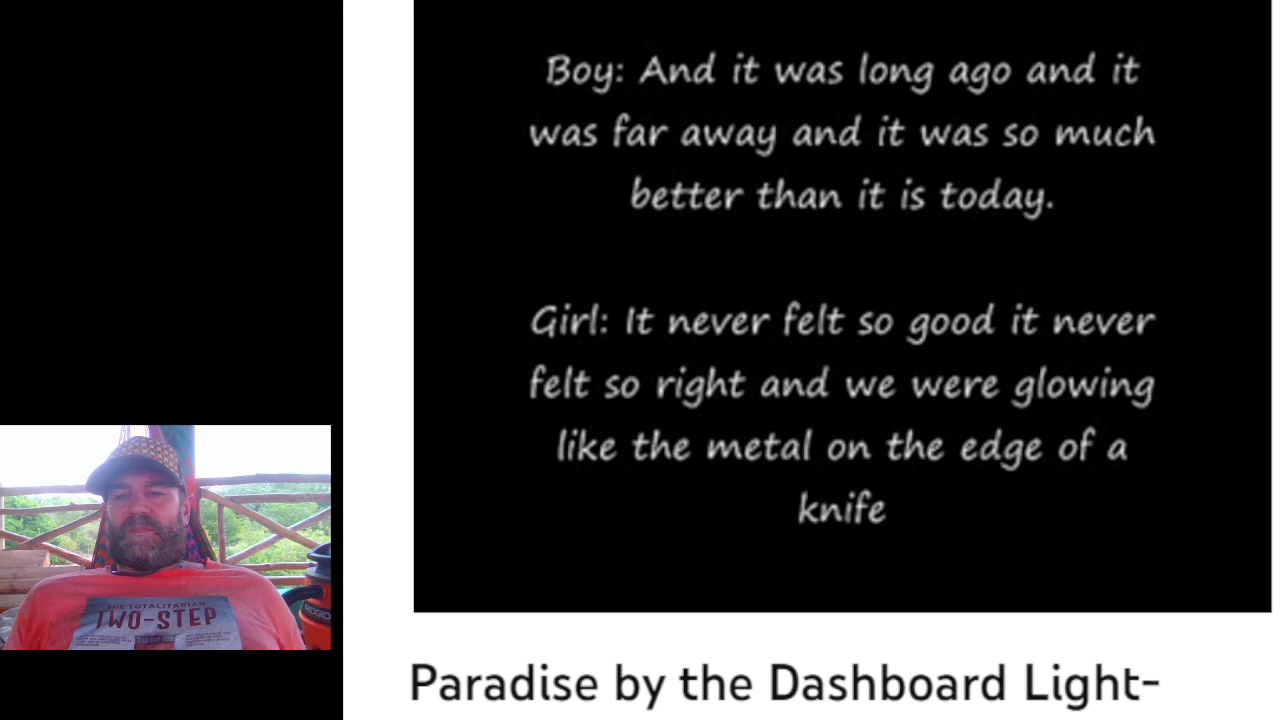 Boy: And it was long ago and it
was far away and it was so much
better than it is today.
Girl: It never felt so good it never
felt so right and we were glowing
like the metal on the edge of a
knife
Paradise by the Dashboard Light-
THE TOTALITARIAN
TWO-STEP
RIDGID